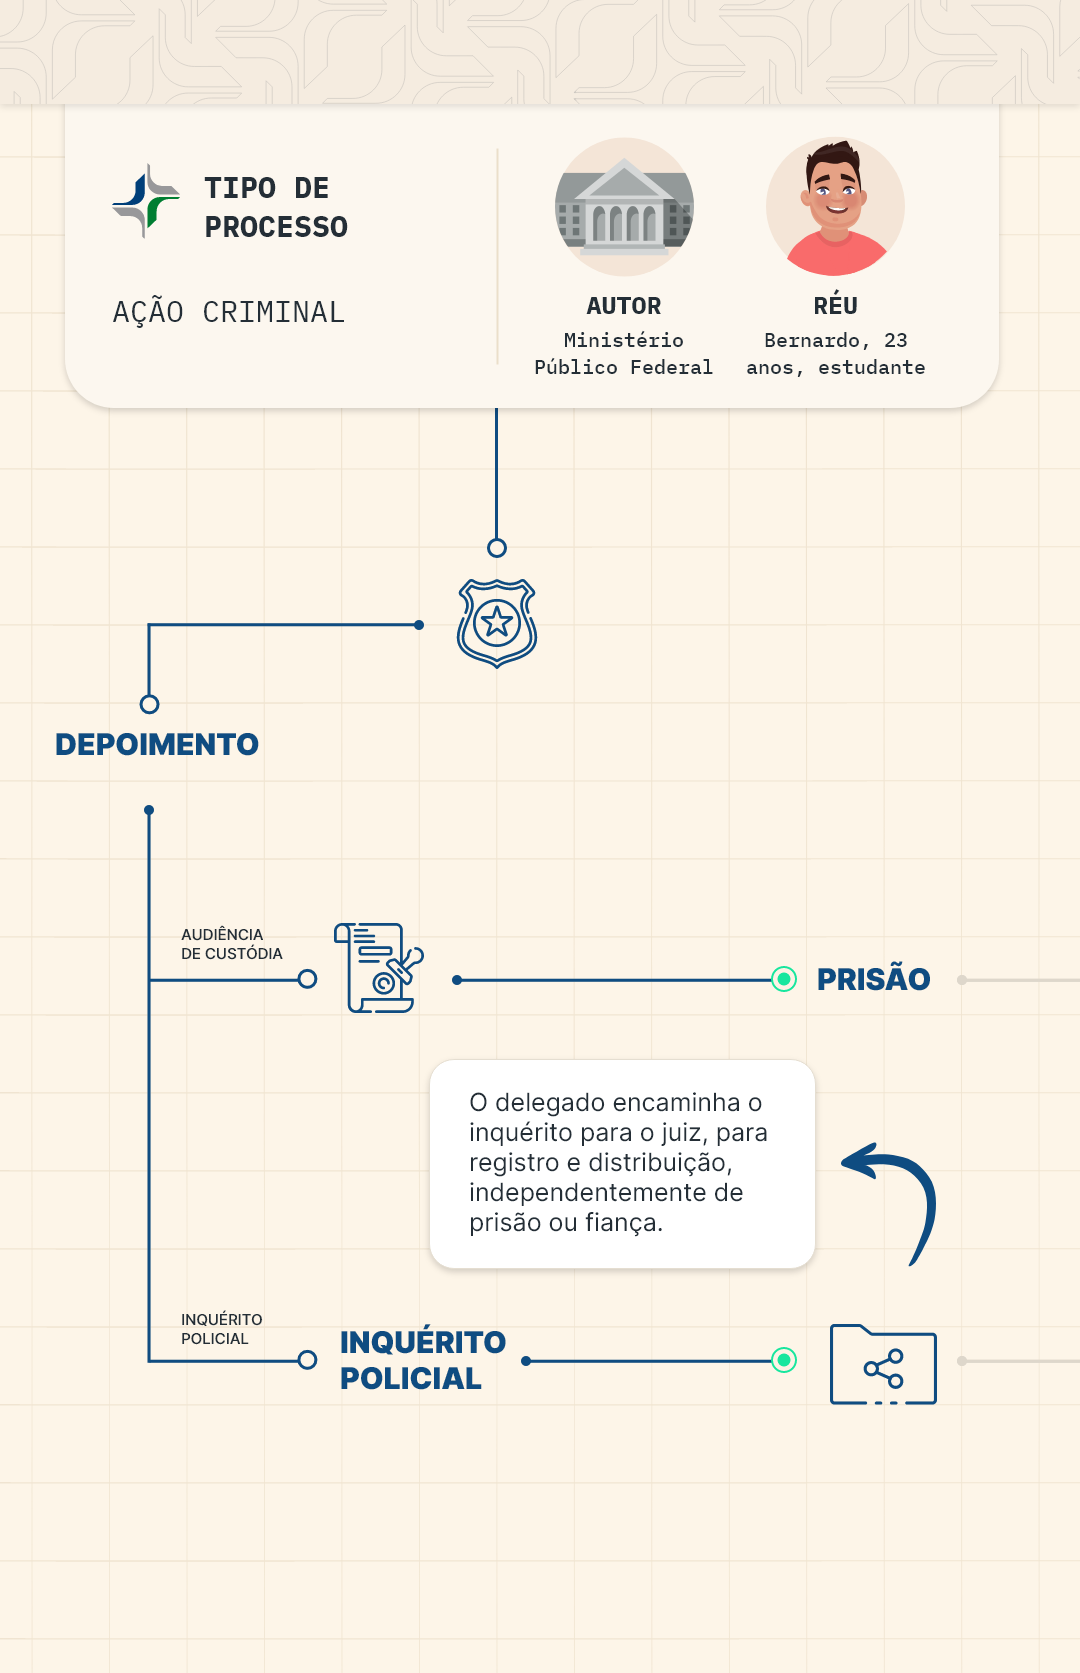 TIPO DE
PROCESSO
AÇÃO CRIMINAL
AUTOR
Ministério
Público Federal
RÉU
Bernardo, 23
anos, estudante
DEPOIMENTO
AUDIÊNCIA
DE CUSTÓDIA
PRISÃO
O delegado encaminha o
inquérito para o juiz, para
registro e distribuição,
independentemente de
prisão ou fiança.
INQUÉRITO
POLICIAL
INQUÉRITO
POLICIAL